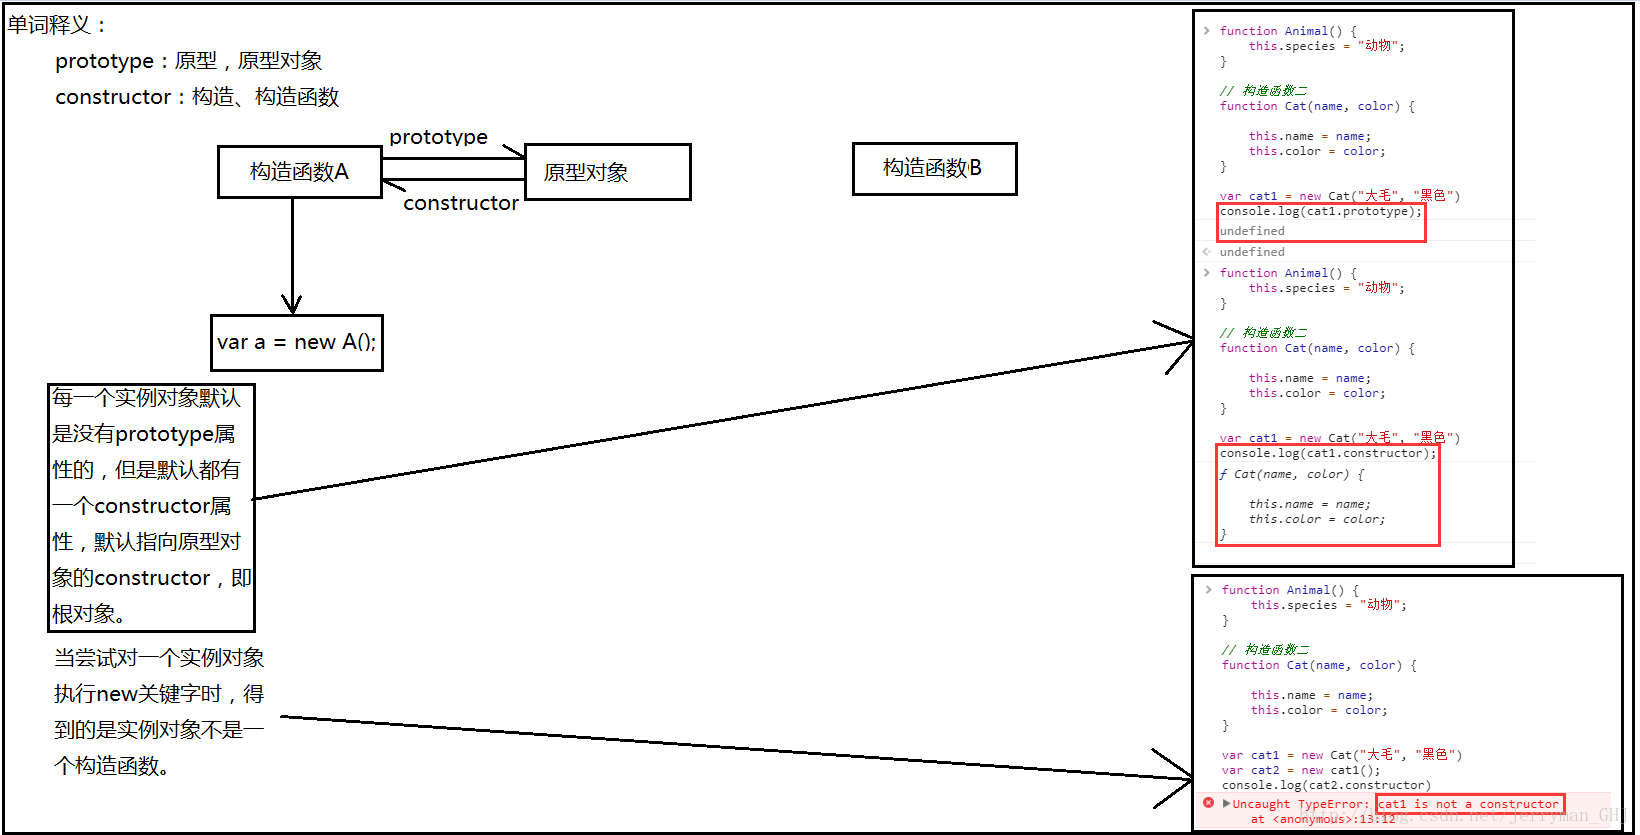 单词释义：
prototype：原型，原型对象
constructor：构造、构造函数
prototype
构造函数A
原型对象
constructor
构造函数B
var a = new A();
每一个实例对象默认
是没有prototype属
性的，但是默认都有
一个constructor属
性，默认指向原型对
象的constructor，即
根对象。
当尝试对一个实例对象
执行new关键字时，得
到的是实例对象不是一
个构造函数。
function Animal() {
this.species = "动物";
}
// 构造函数二
function Cat(name, color) {
this.name = name;
this.color = color;
}
var cat1 = new Cat("大毛", "黑色")
console.log(cat1.prototype);
undefined
undefined
function Animal() {
this.species = "动物";
}
// 构造函数二
function Cat(name, color) {
this.name = name;
this.color = color;
}
var cat1 = new Cat("大毛", "黑色")
console.log(cat1.constructor);
ƒ Cat(name, color) {
this.name = name;
this.color = color;
}
function Animal() {
this.species = "动物";
}
// 构造函数二
function Cat(name, color) {
this.name = name;
this.color = color;
}
var cat1 = new Cat("大毛", "黑色")
var cat2 = new cat1();
console.log(cat2.constructor)
Uncaught TypeError: cat1 is not a constructor
at <anonymous>:13:12